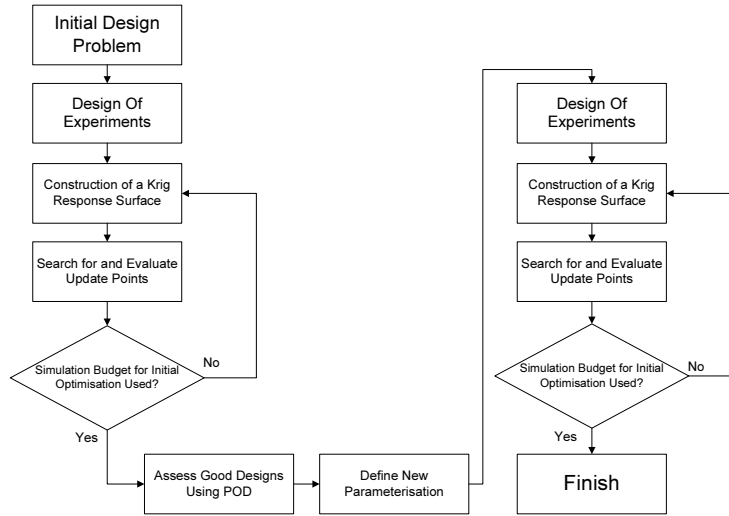 Initial Design
Problem
Design Of
Experiments
Construction of a Krig
Response Surface
Search for and Evaluate
Update Points
Simulation Budget for Initial
Optimisation Used?
No
Yes
Assess Good Designs
Using POD
Define New
Parameterisation
Design Of
Experiments
Construction of a Krig
Response Surface
Search for and Evaluate
Update Points
Simulation Budget for Initial
Optimisation Used?
No
Yes
Finish